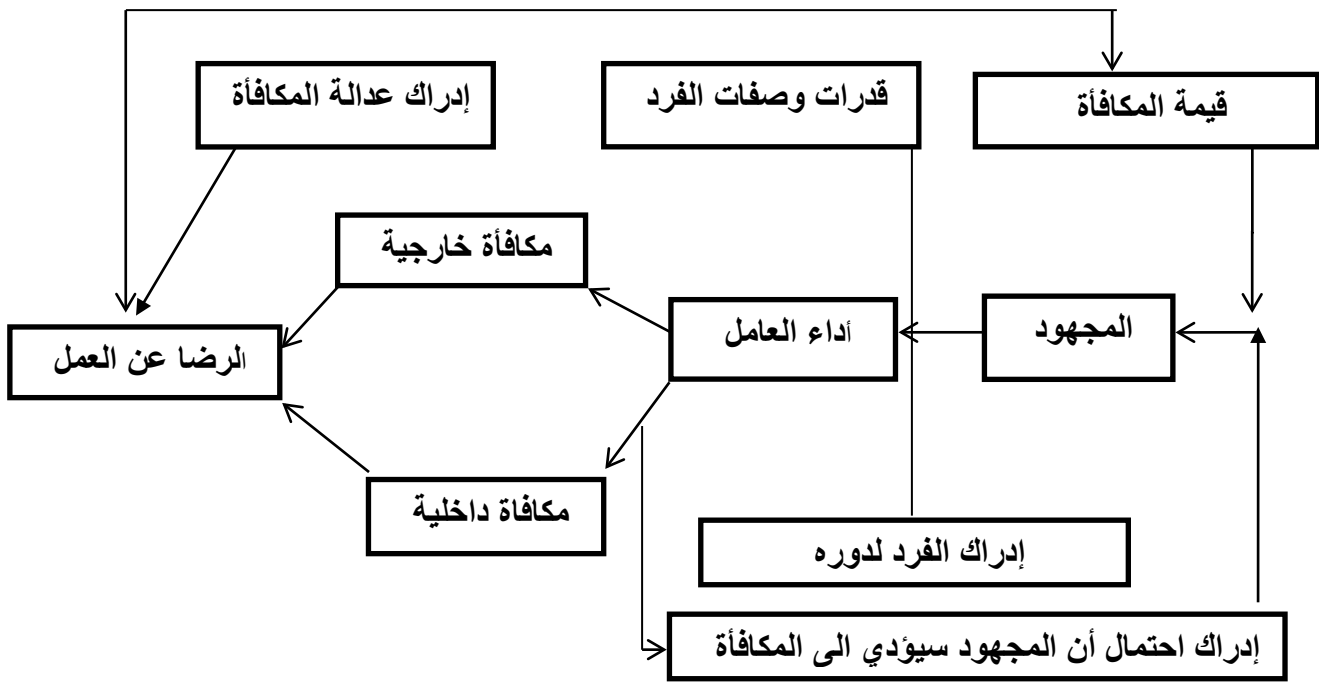 قيمة المكافأة
قدرات وصفات الفرد
إدراك عدالة المكافأة
مكافأة خارجية
المجهود
أداء العامل
الرضا عن العمل
مكافاة داخلية
إدراك الفرد لدوره
إدراك احتمال أن المجهود سيؤدي الى المكافأة